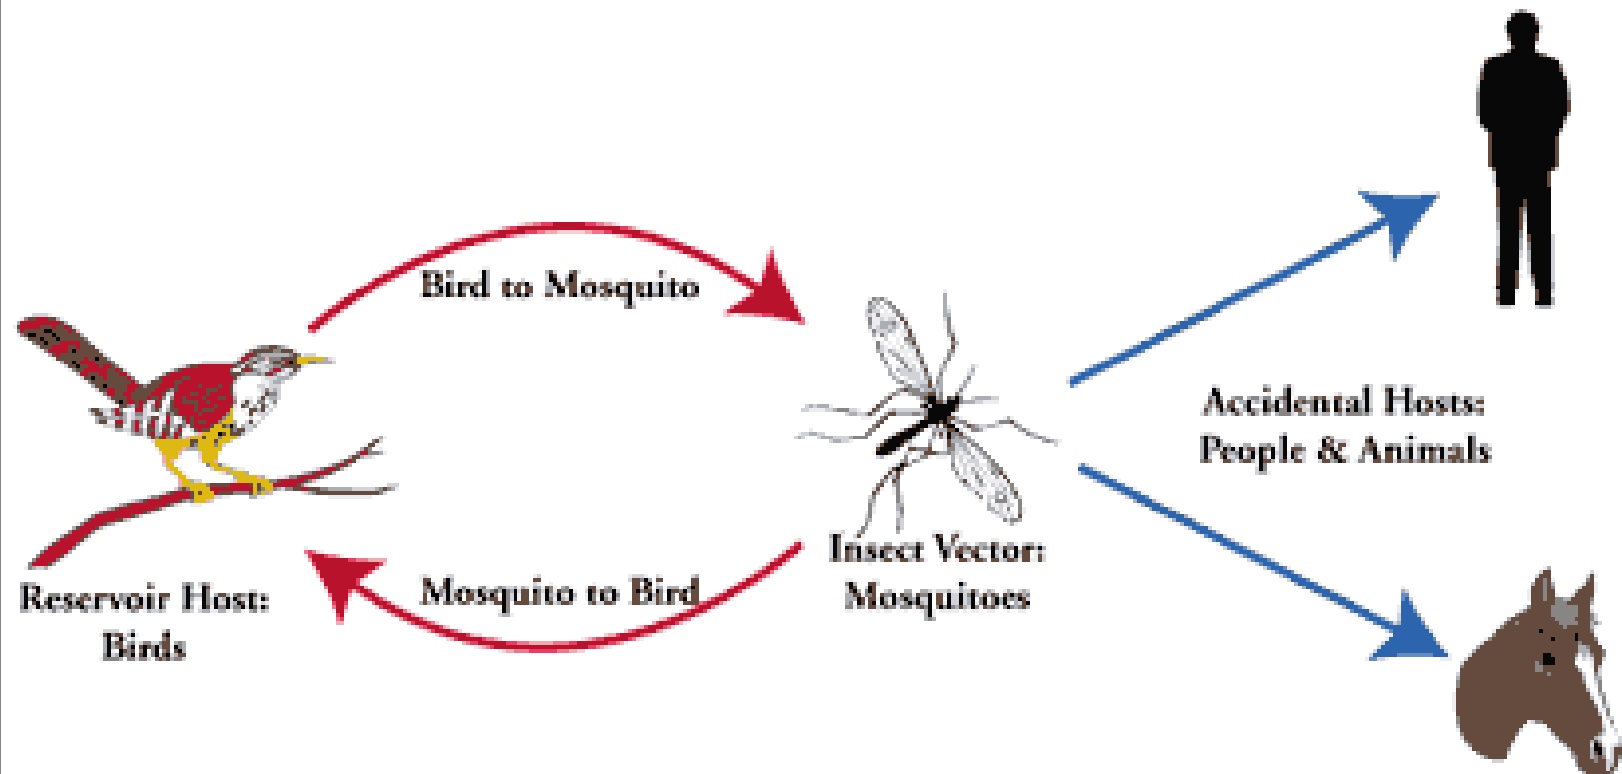 Bird to Mosquito
Accidental Hosts:
People & Animals
Insect Vector:
Mosquitoes
Mosquito to Bird
Reservoir Host:
Birds